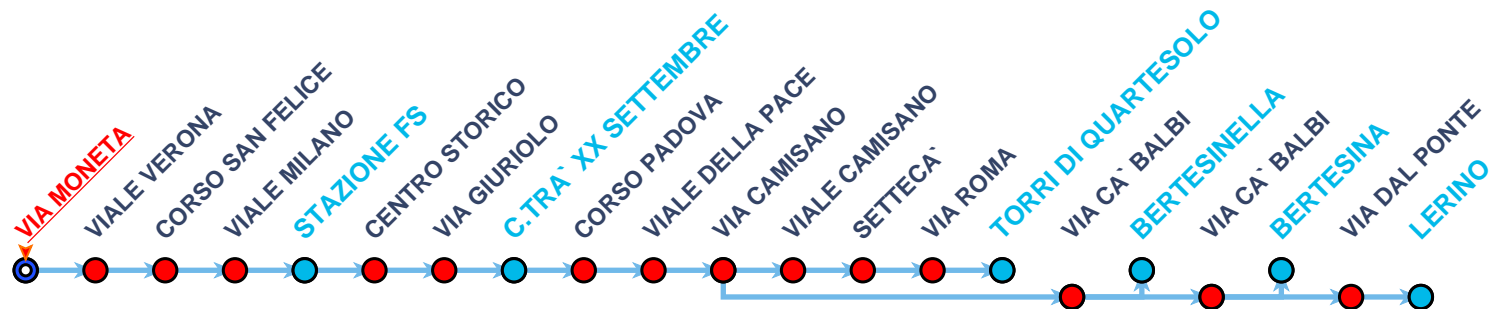 VIA MONETA
VIALE VERONA
CORSO SAN FELICE
VIALE MILANO
STAZIONE FS
CENTRO STORICO
VIA GIURIOLO
C.TRA` XX SETTEMBRE
CORSO PADOVA
VIALE DELLA PACE
VIA CAMISANO
VIALE CAMISANO
SETTECA`
VIA ROMA
TORRI DI QUARTESOLO
VIA CA` BALBI
BERTESINELLA
VIA CA` BALBI
BERTESINA
VIA DAL PONTE
LERINO